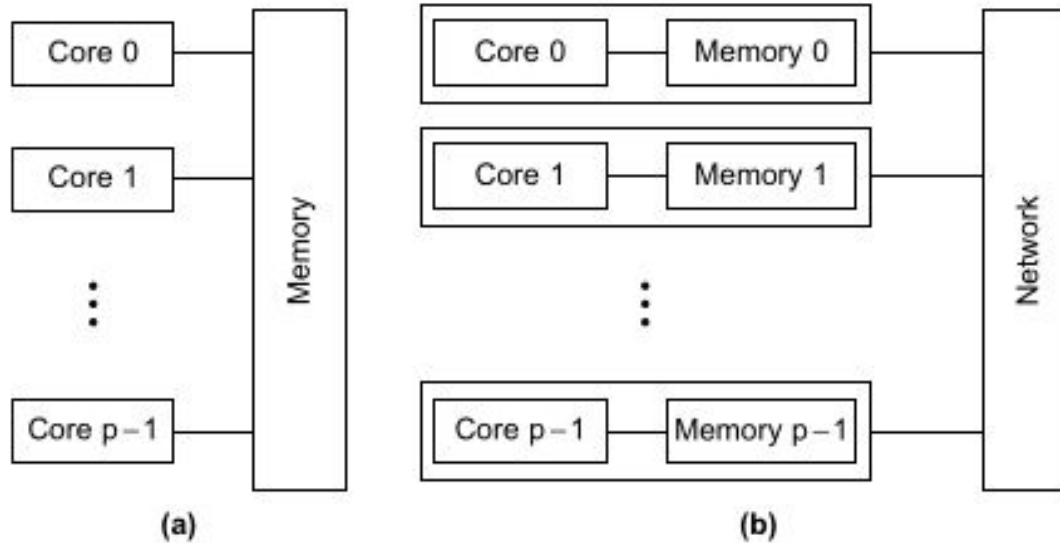 Core 0
Core 1
Core p−1
Memory
(a)
Core 0
Memory 0
Core 1
Memory 1
Core p−1
Memory p−1
Network
(b)